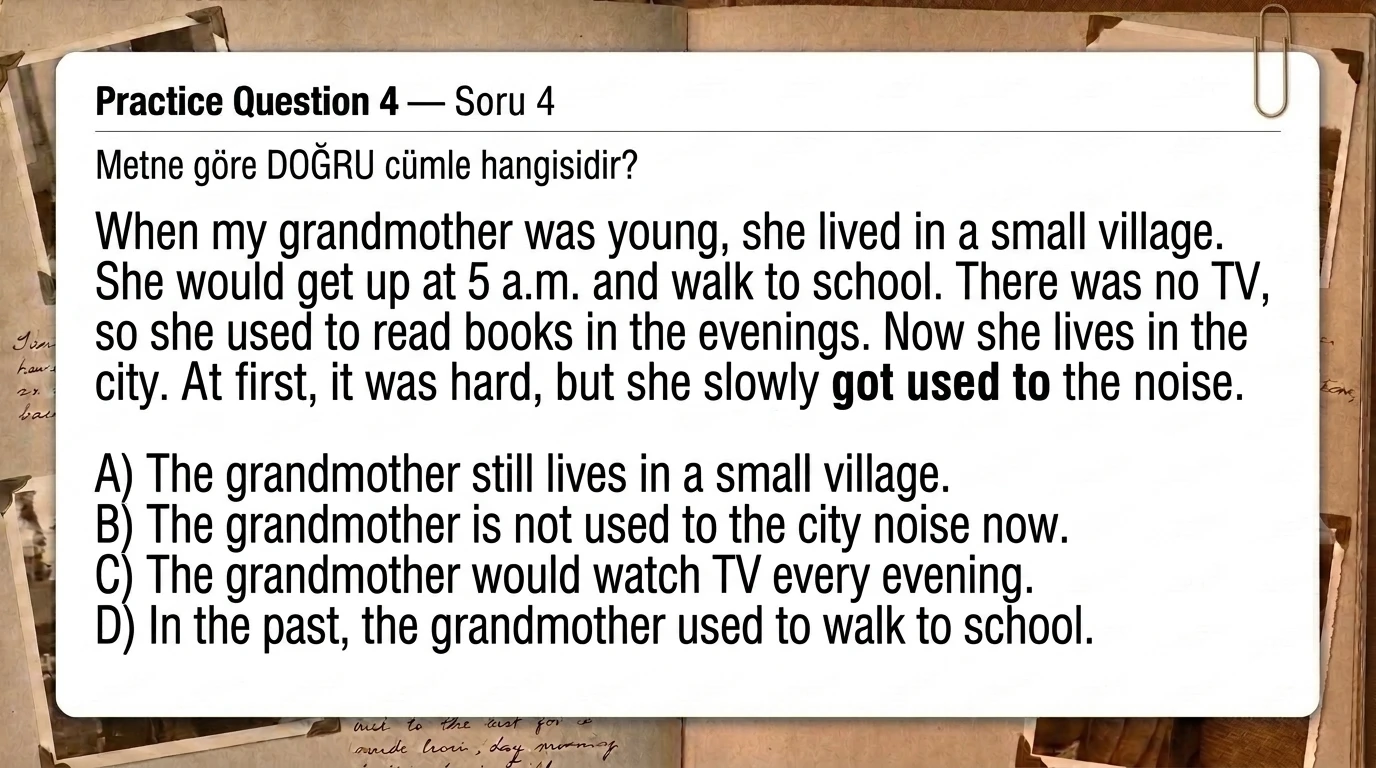 Practice Question 4 — Soru 4
Metne göre DOĞRU cümle hangisidir?
When my grandmother was young, she lived in a small village.
She would get up at 5 a.m. and walk to school. There was no TV,
so she used to read books in the evenings. Now she lives in the
city. At first, it was hard, but she slowly got used to the noise.
A) The grandmother still lives in a small village.
B) The grandmother is not used to the city noise now.
C) The grandmother would watch TV every evening.
D) In the past, the grandmother used to walk to school.